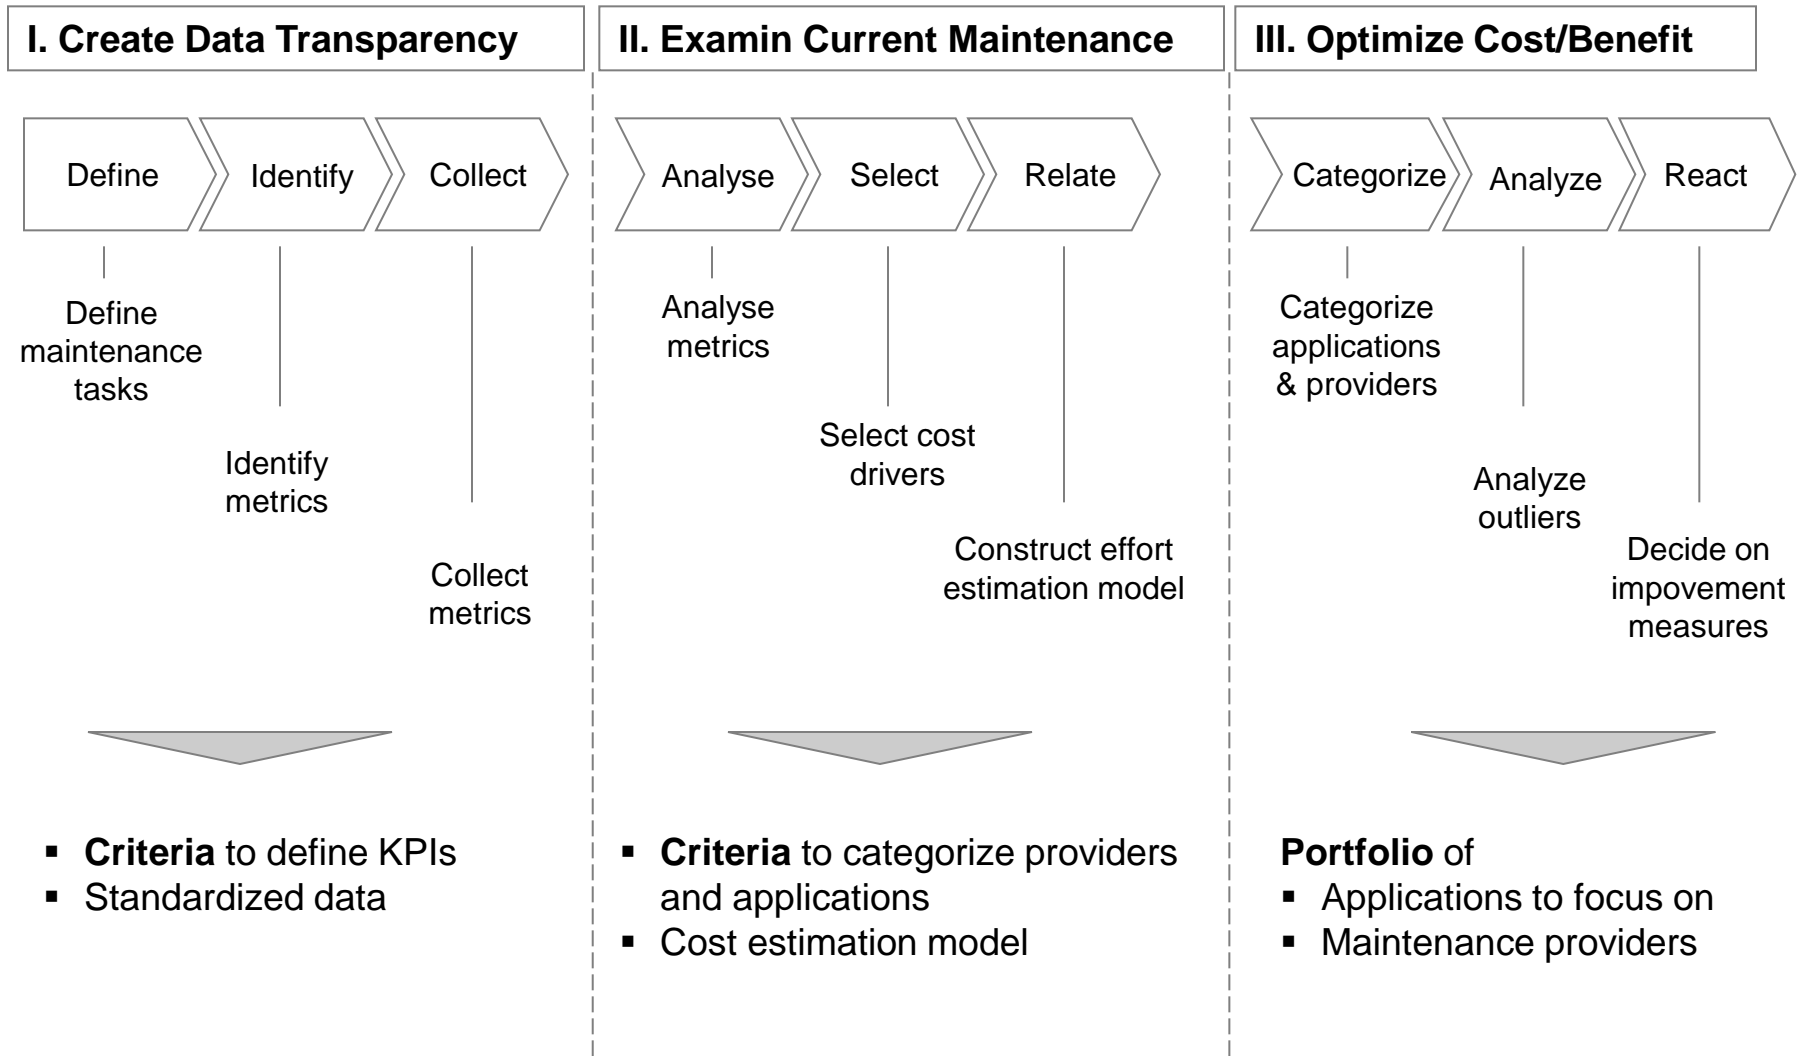 I. Create Data Transparency
II. Examin Current Maintenance
III. Optimize Cost/Benefit
Define
Identify
Collect
Analyse
Select
Relate
Categorize
Analyze
React
Define
maintenance
tasks
Identify
metrics
Collect
metrics
Analyse
metrics
Select cost
drivers
Construct effort
estimation model
Categorize
applications
& providers
Analyze
outliers
Decide on
impovement
measures
▪ Criteria to define KPIs
▪ Standardized data
▪ Criteria to categorize providers
and applications
▪ Cost estimation model
Portfolio of
▪ Applications to focus on
▪ Maintenance providers